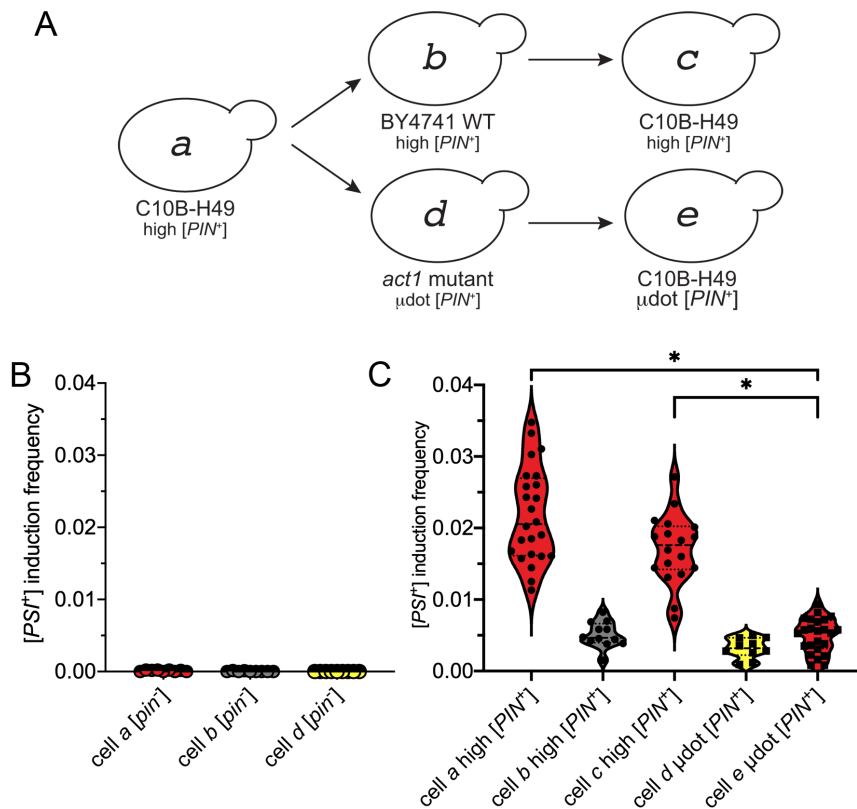 A
a
C10B-H49
high [PIN⁺]
b
BY4741 WT
high [PIN⁺]
c
C10B-H49
high [PIN⁺]
d
act1 mutant
μdot [PIN⁺]
e
C10B-H49
μdot [PIN⁺]
B
[PSI⁺] induction frequency
0.04
0.03
0.02
0.01
0.00
cell a [pin⁻]
cell b [pin⁻]
cell d [pin⁻]
C
[PSI⁺] induction frequency
0.04
0.03
0.02
0.01
0.00
*
*
cell a high [PIN⁺]
cell b high [PIN⁺]
cell c high [PIN⁺]
cell d μdot [PIN⁺]
cell e μdot [PIN⁺]